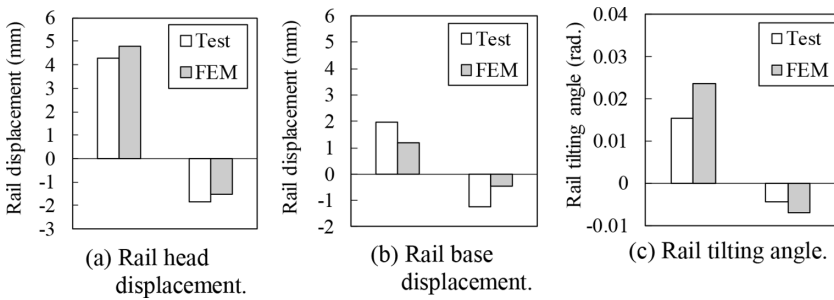 Rail displacement (mm)
6
5
4
3
2
1
0
-1
-2
-3
Test
FEM
(a) Rail head
displacement.
Rail displacement (mm)
6
5
4
3
2
1
0
-1
-2
Test
FEM
(b) Rail base
displacement.
Rail tilting angle (rad.)
0.04
0.03
0.02
0.01
0
-0.01
Test
FEM
(c) Rail tilting angle.